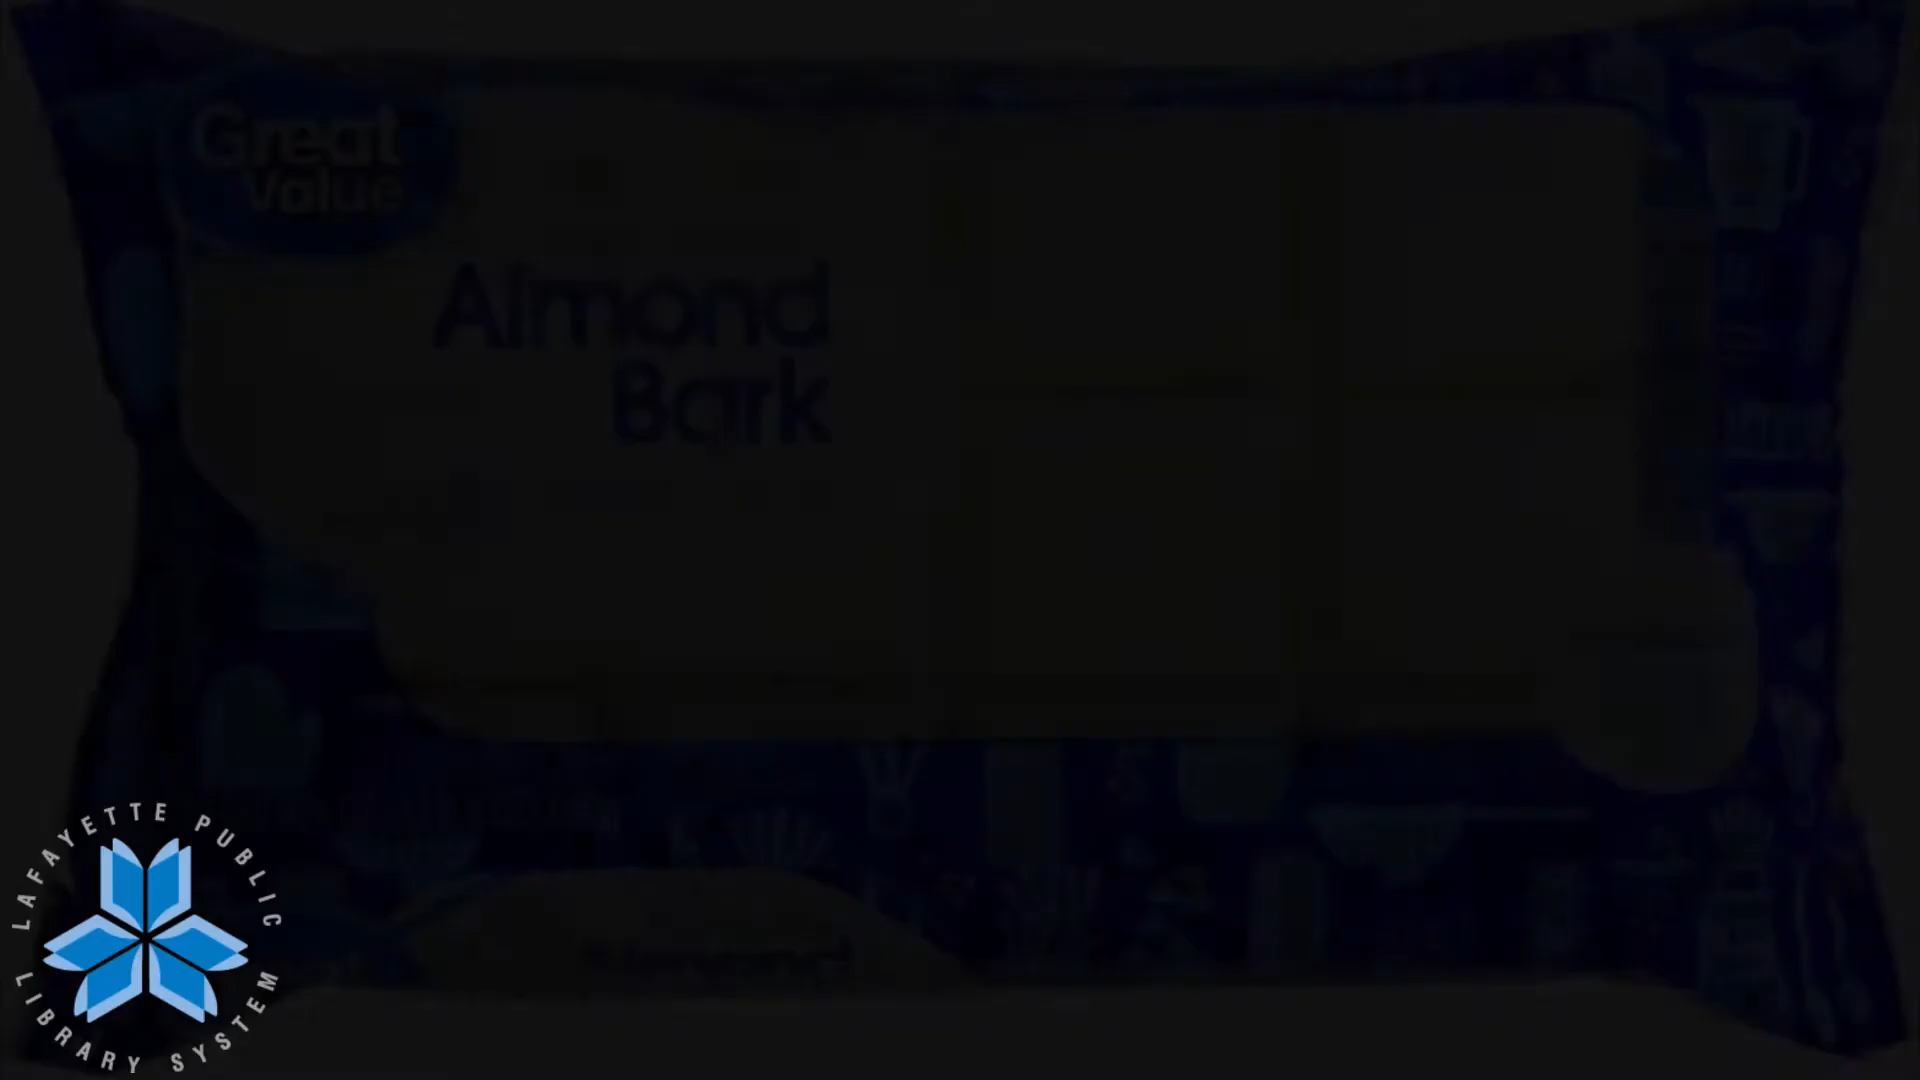 Great
Value
Almond
Bark
LAFAYETTE PUBLIC
LIBRARY SYSTEM